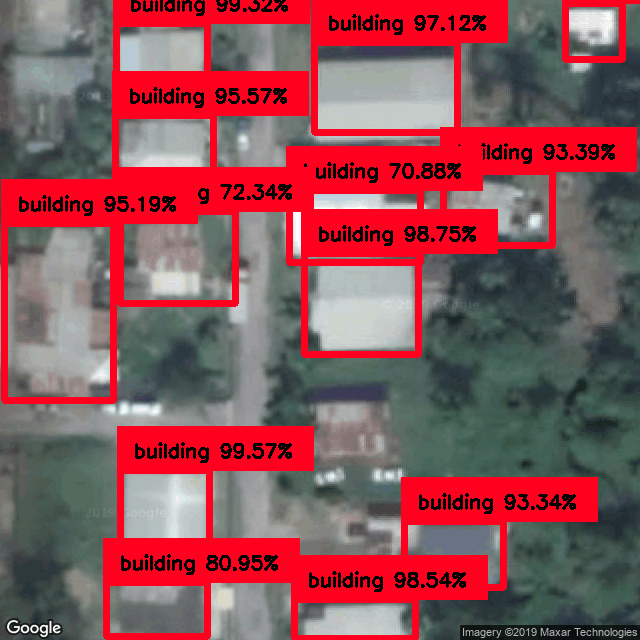 building 99.32%
building 97.12%
building 95.57%
ilding 93.39%
uilding 70.88%
g 72.34%
building 95.19%
building 98.75%
building 99.57%
building 93.34%
building 80.95%
building 98.54%
Google
Imagery ©2019 Maxar Technologies